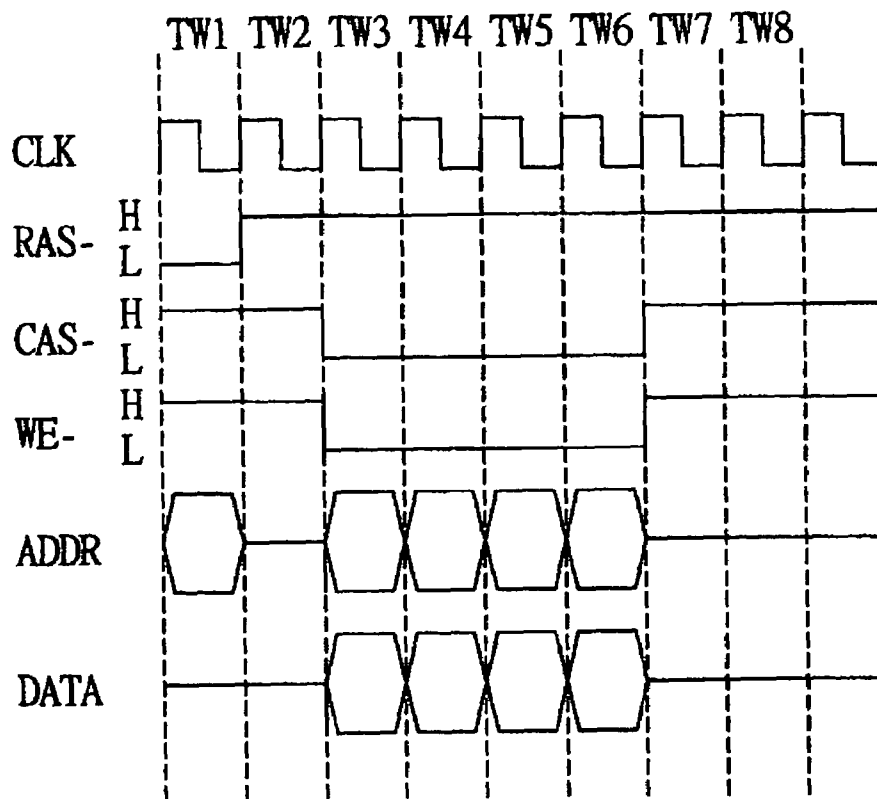 TW1 TW2 TW3 TW4 TW5 TW6 TW7 TW8
CLK
RAS- H
L
CAS- H
L
WE- H
L
ADDR
DATA